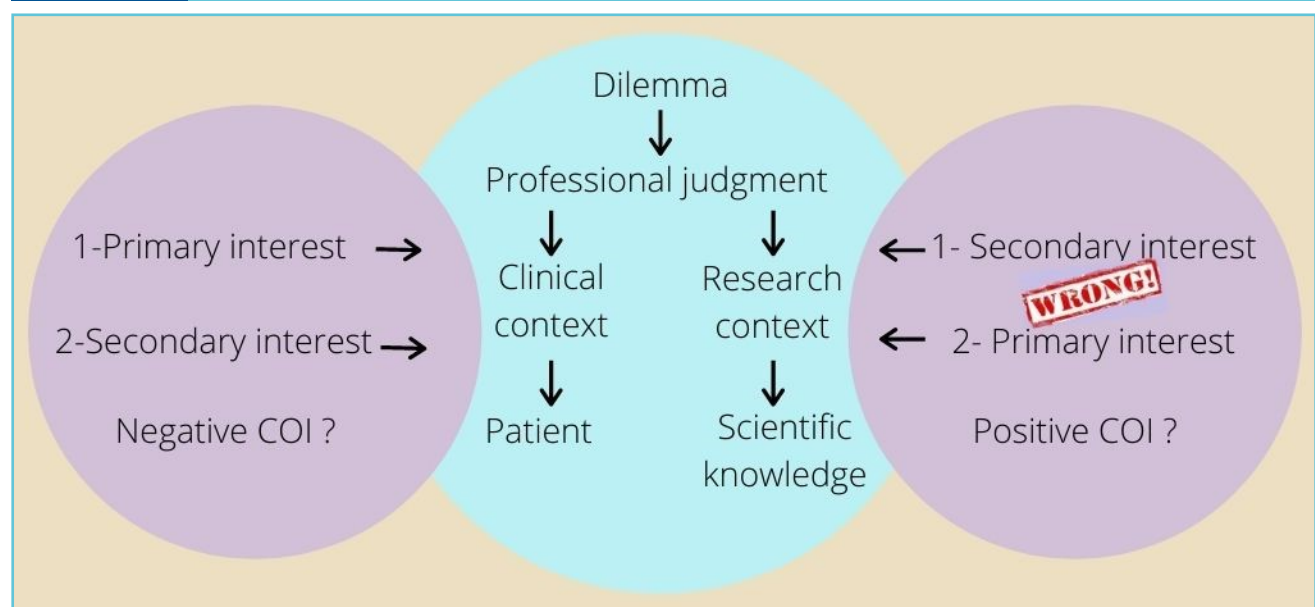 Dilemma
Professional judgment
1-Primary interest
2-Secondary interest
Negative COI ?
Clinical
context
Patient
Research
context
Scientific
knowledge
1- Secondary interest
WRONG!
2- Primary interest
Positive COI ?